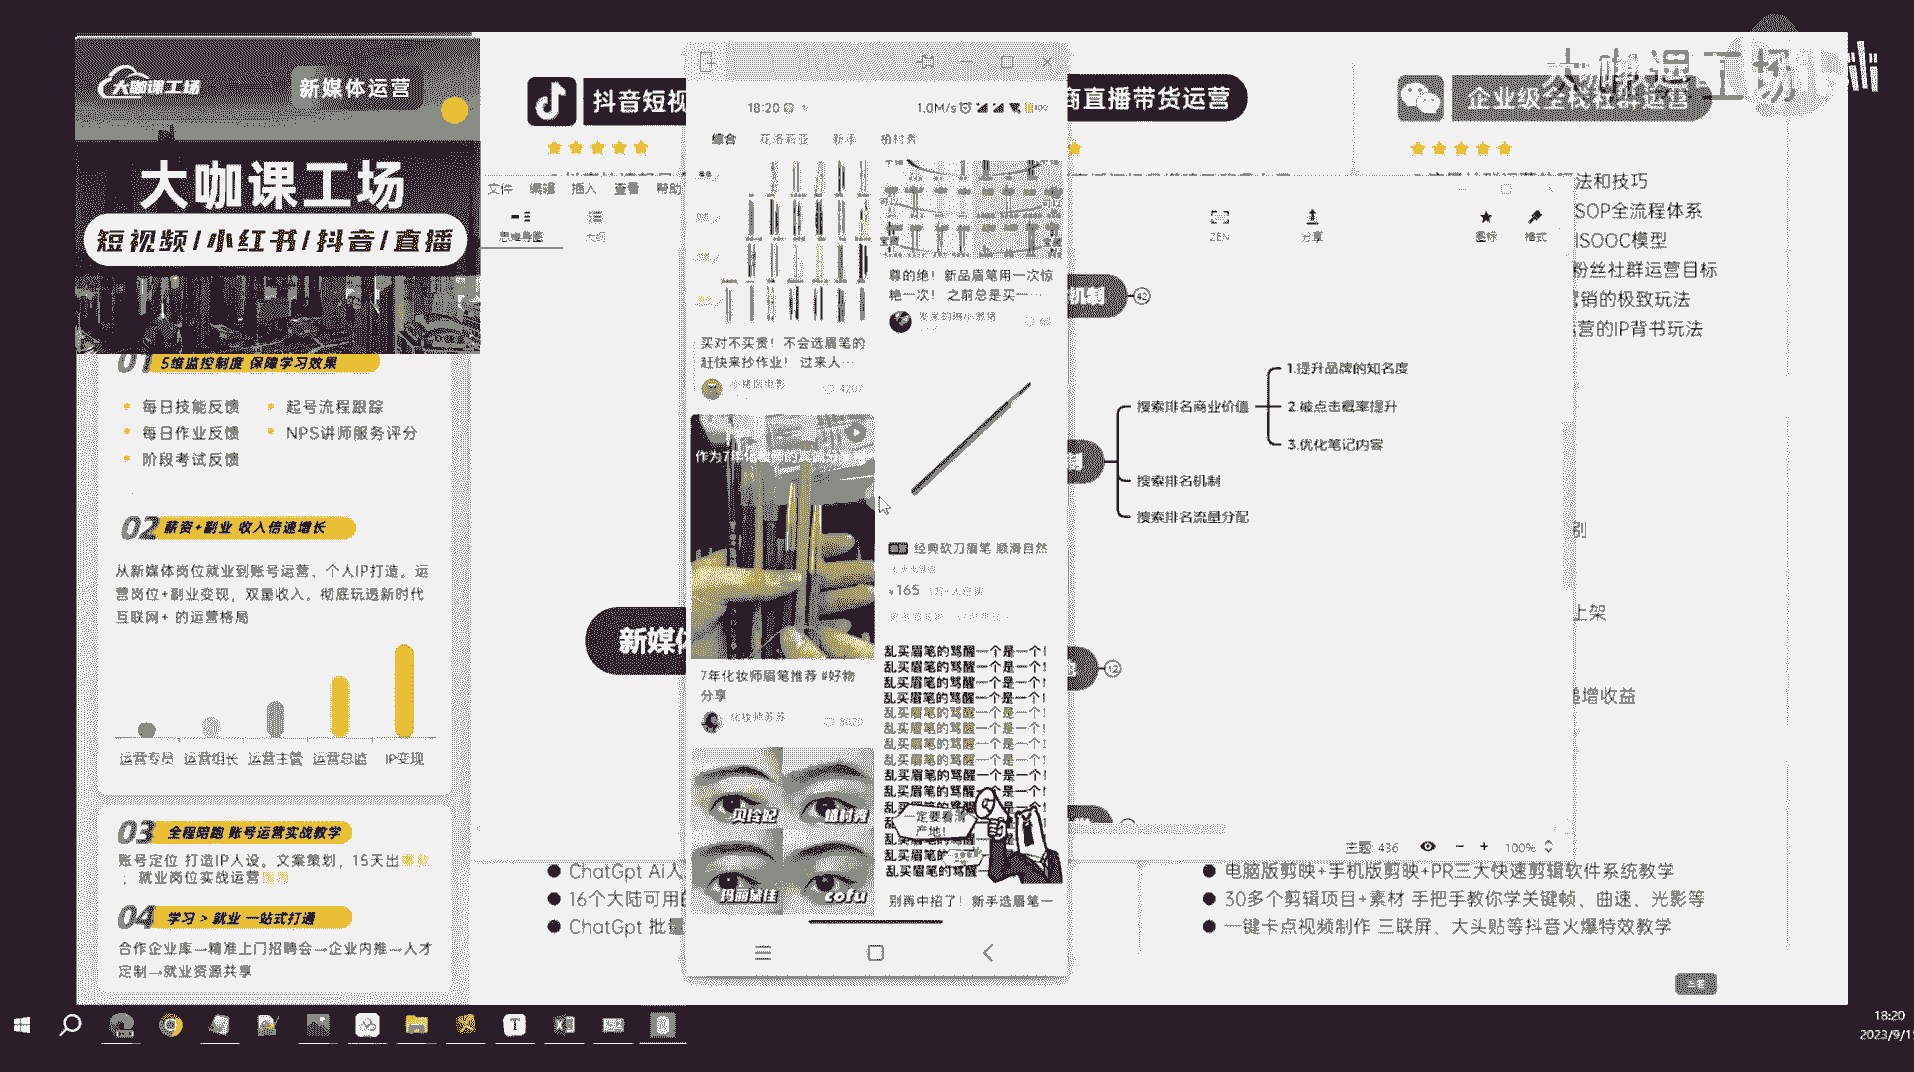 大咖课工场
新媒体运营
大咖课工场
短视频/小红书/抖音/直播
01 5维监控制度 保障学习效果
每日技能反馈
起号流程跟踪
每日作业反馈
NPS讲师服务评分
阶段考试反馈
02 薪资+副业 收入倍速增长
从新媒体岗位就业到账号运营、个人IP打造。运
营岗位+副业变现，双重收入。彻底玩透新时代
互联网+ 的运营格局
运营专员 运营组长 运营主管 运营总监 IP变现
03 全程陪跑 账号运营实战教学
账号定位 打造IP人设。文案策划，15天出
；就业岗位实战运营
04 学习 > 就业 一站式打通
合作企业库→精准上门招聘会→企业内推→人才
定制→就业资源共享
抖音短视
商直播带货运营
企业级全栈社群运营
大咖课工场
文件 编辑 插入 查看 帮助
思维导图 大纲
ZEN 分享 图标 格式
18:20
1.0M/s
综合 花洛莉亚 新手 植村秀
买对不买贵！不会选眉笔的
赶快来抄作业！ 过来人…
4207
作为7年化妆师的
7年化妆师眉笔推荐 #好物
分享
化妆师苏苏
8020
贝玲妃
植村秀
玛丽黛佳
cofu
尊的绝！新品眉笔用一次惊
艳一次！ 之前总是买一…
经典砍刀眉笔 顺滑自然
¥165
乱买眉笔的骂醒一个是一个！
乱买眉笔的骂醒一个是一个！
乱买眉笔的骂醒一个是一个！
乱买眉笔的骂醒一个是一个！
乱买眉笔的骂醒一个是一个！
乱买眉笔的骂醒一个是一个！
乱买眉笔的骂醒一个是一个！
乱买眉笔的骂醒一个是一个！
乱买眉笔的骂醒一个是一个！
乱买眉笔的骂醒一个是一个！
一定要看清
产地！
别再中招了！新手选眉笔一
新媒体
机制
42
制
12
搜索排名商业价值
1.提升品牌的知名度
2.被点击概率提升
3.优化笔记内容
搜索排名机制
搜索排名流量分配
主题: 436
100%
法和技巧
SOP全流程体系
ISOOC模型
粉丝社群运营目标
营销的极致玩法
运营的IP背书玩法
别
上架
递增收益
ChatGpt AI人
16个大陆可用的
ChatGpt 批量
电脑版剪映+手机版剪映+PR三大快速剪辑软件系统教学
30多个剪辑项目+素材 手把手教你学关键帧、曲速、光影等
一键卡点视频制作 三联屏、大头贴等抖音火爆特效教学
18:20
2023/9/1